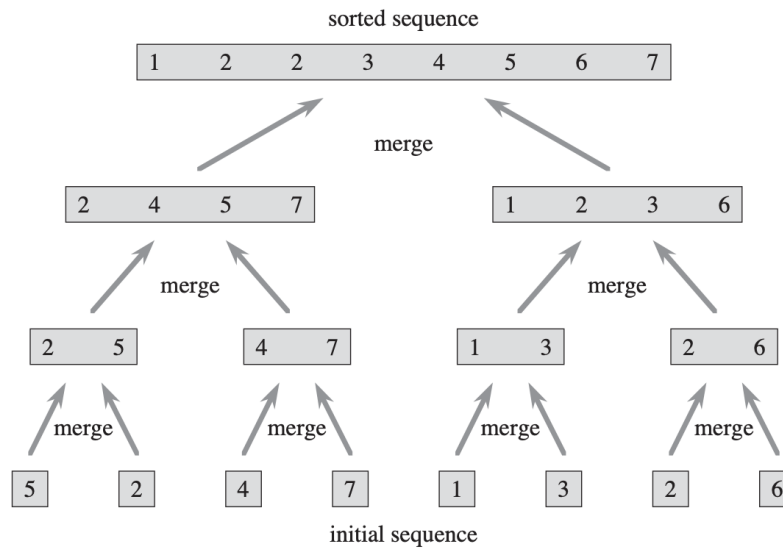 sorted sequence
1 2 2 3 4 5 6 7
merge
2 4 5 7
1 2 3 6
merge
merge
2 5
4 7
1 3
2 6
merge
merge
merge
merge
5
2
4
7
1
3
2
6
initial sequence